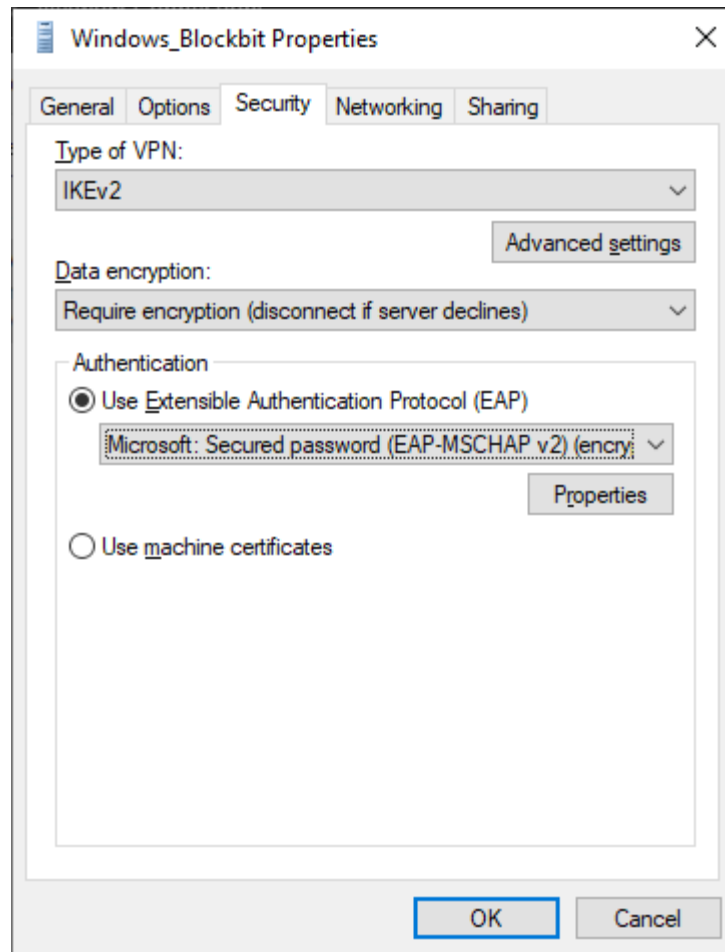 Windows_Blockbit Properties
General Options Security Networking Sharing
Type of VPN:
IKEv2
Advanced settings
Data encryption:
Require encryption (disconnect if server declines)
Authentication
Use Extensible Authentication Protocol (EAP)
Microsoft: Secured password (EAP-MSCHAP v2) (encry
Properties
Use machine certificates
OK Cancel